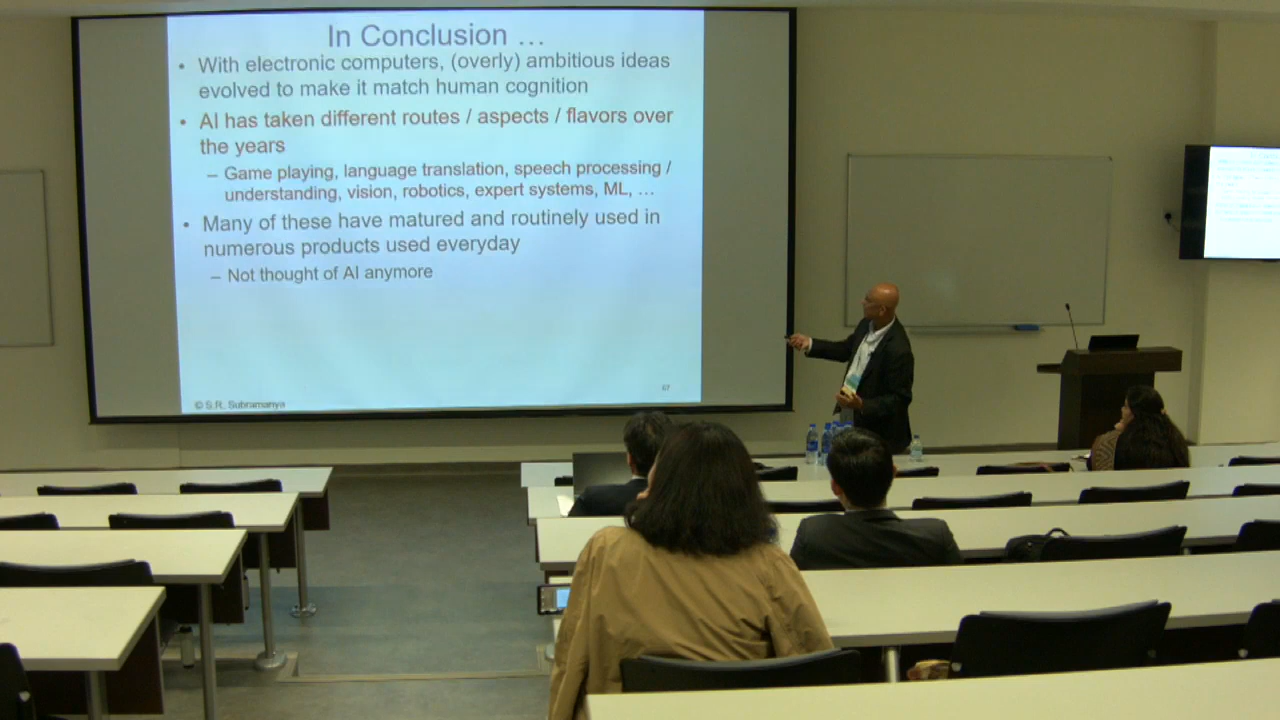 In Conclusion …
• With electronic computers, (overly) ambitious ideas
evolved to make it match human cognition
• AI has taken different routes / aspects / flavors over
the years
– Game playing, language translation, speech processing /
understanding, vision, robotics, expert systems, ML, …
• Many of these have matured and routinely used in
numerous products used everyday
– Not thought of AI anymore
67
© S.R. Subramanya